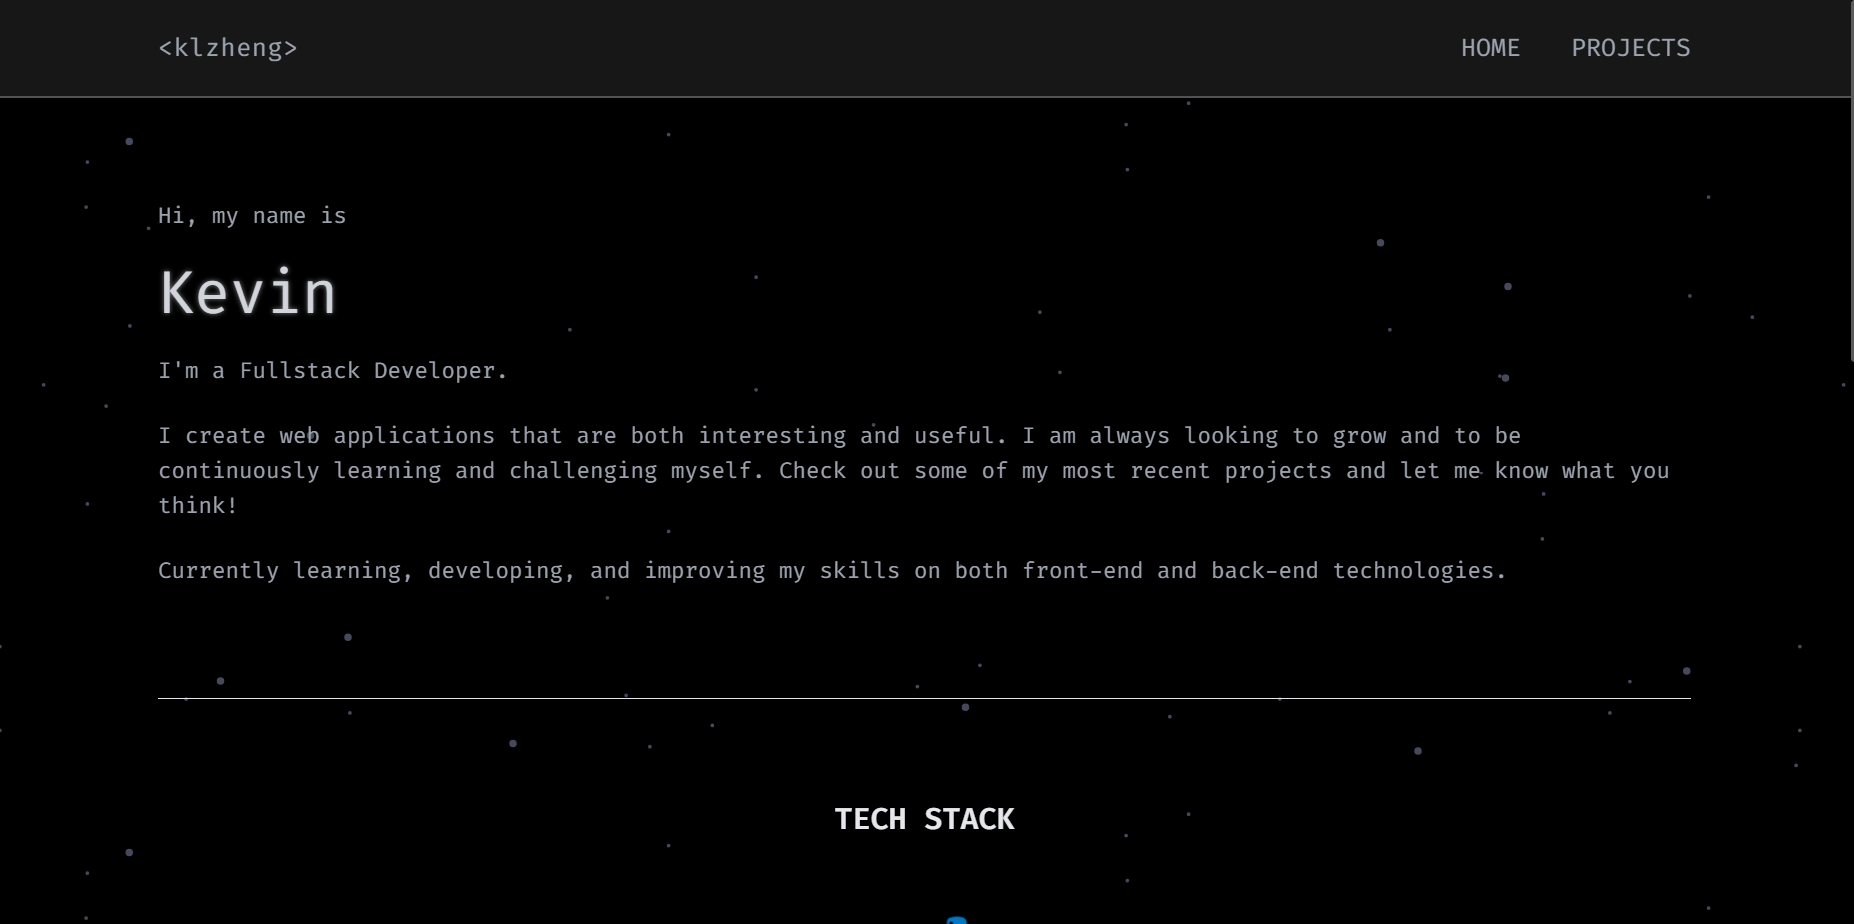 <klzheng>
HOME PROJECTS
Hi, my name is
Kevin
I'm a Fullstack Developer.
I create web applications that are both interesting and useful. I am always looking to grow and to be
continuously learning and challenging myself. Check out some of my most recent projects and let me know what you
think!
Currently learning, developing, and improving my skills on both front-end and back-end technologies.
TECH STACK